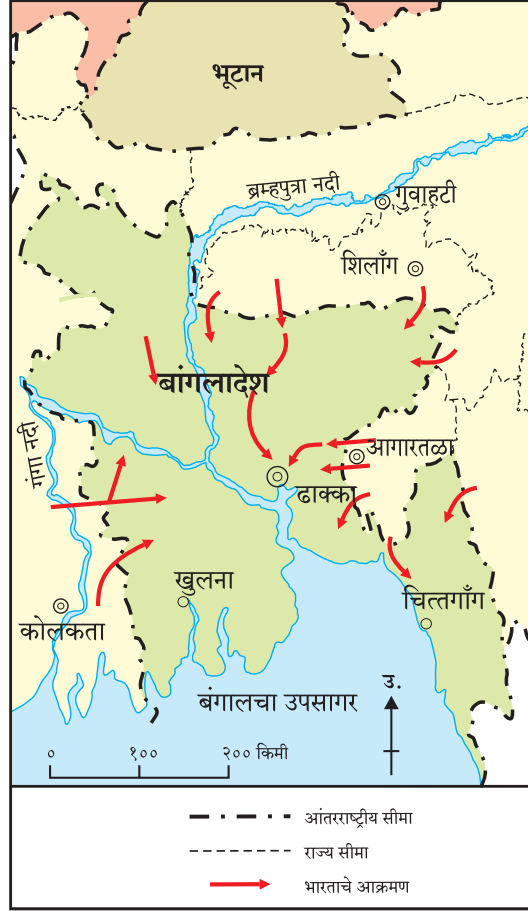 भूटान
ब्रम्हपुत्रा नदी
गुवाहटी
शिलाँग
बांगलादेश
गंगा नदी
आगारतळा
ढाक्का
खुलना
चित्तगाँग
कोलकता
उ.
बंगालचा उपसागर
० १०० २०० किमी
आंतरराष्ट्रीय सीमा
राज्य सीमा
भारताचे आक्रमण